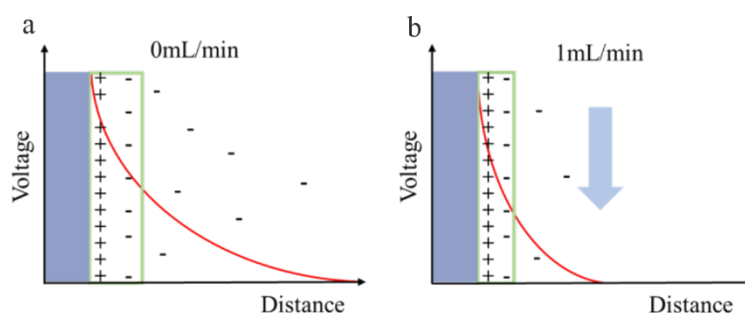 a
0mL/min
Voltage
Distance
b
1mL/min
Voltage
Distance